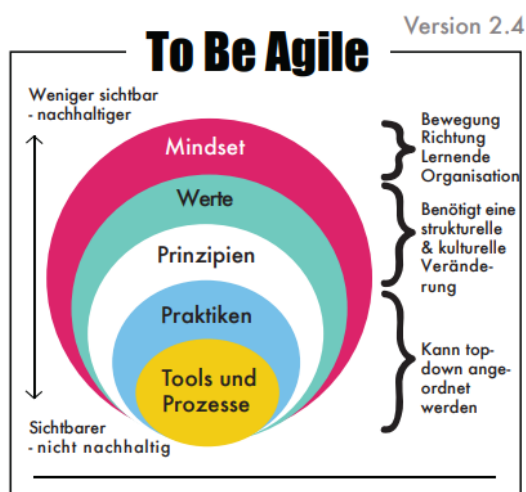 Version 2.4
To Be Agile
Weniger sichtbar
- nachhaltiger
Mindset
Werte
Prinzipien
Praktiken
Tools und
Prozesse
Sichtbarer
- nicht nachhaltig
Bewegung
Richtung
Lernende
Organisation
Benötigt eine
strukturelle
& kulturelle
Verände-
rung
Kann top-
down ange-
ordnet
werden